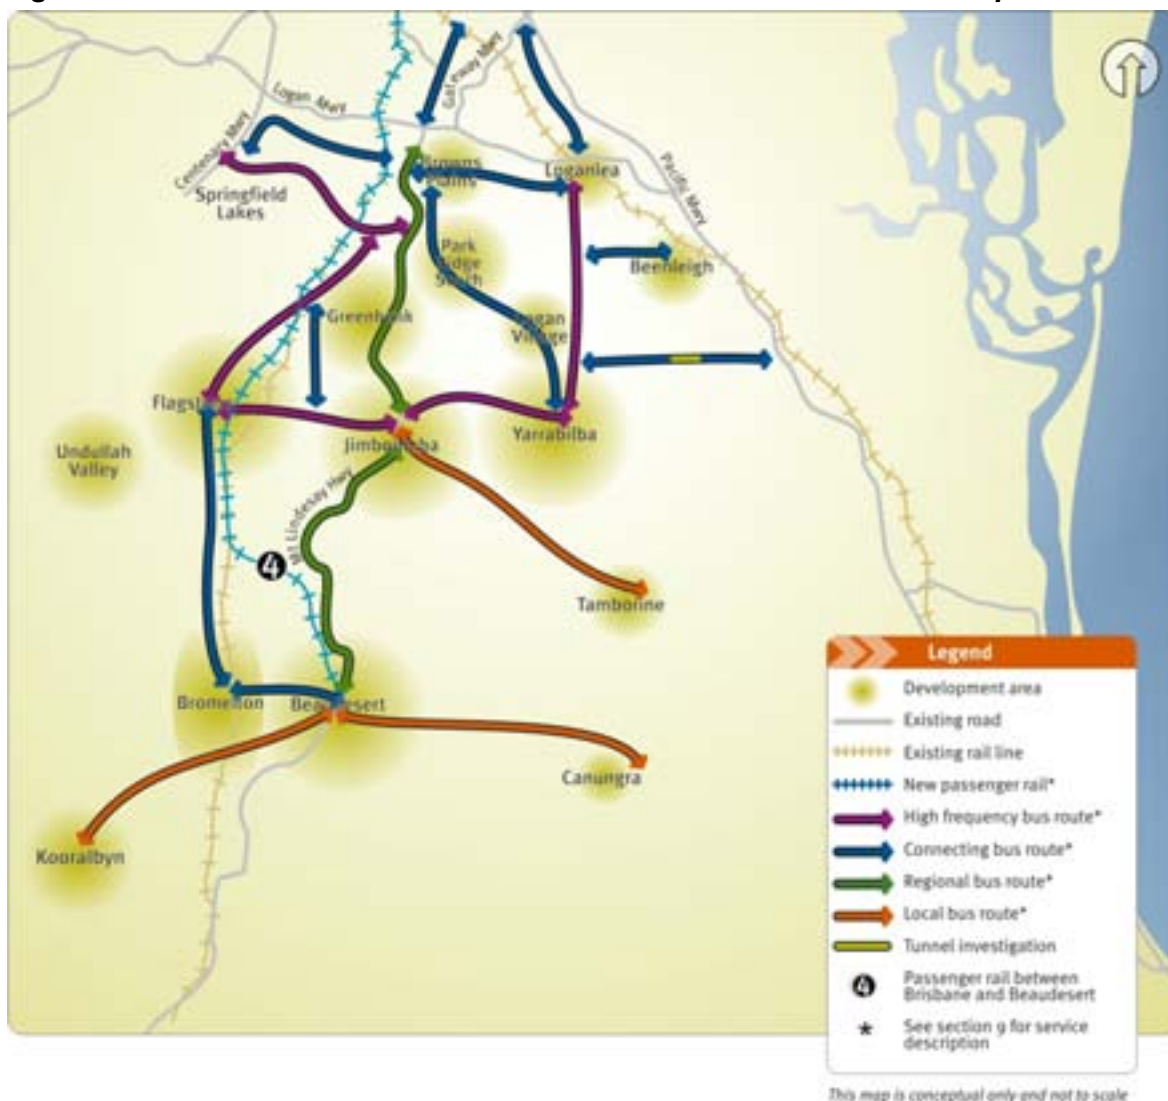 Logan Mwy
Gateway Mwy
Centenary Mwy
Springfield
Lakes
Browns
Plains
Loganlea
Pacific Mwy
Park
Ridge
South
Beenleigh
Greenbank
Logan
Village
Undullah
Valley
Jimboomba
Yarrabilba
Mt Lindesay Hwy
4
Tamborine
Bromelton
Beaudesert
Canungra
Kooralbyn
Legend
Development area
Existing road
Existing rail line
New passenger rail*
High frequency bus route*
Connecting bus route*
Regional bus route*
Local bus route*
Tunnel investigation
4 Passenger rail between
Brisbane and Beaudesert
* See section 9 for service
description
This map is conceptual only and not to scale